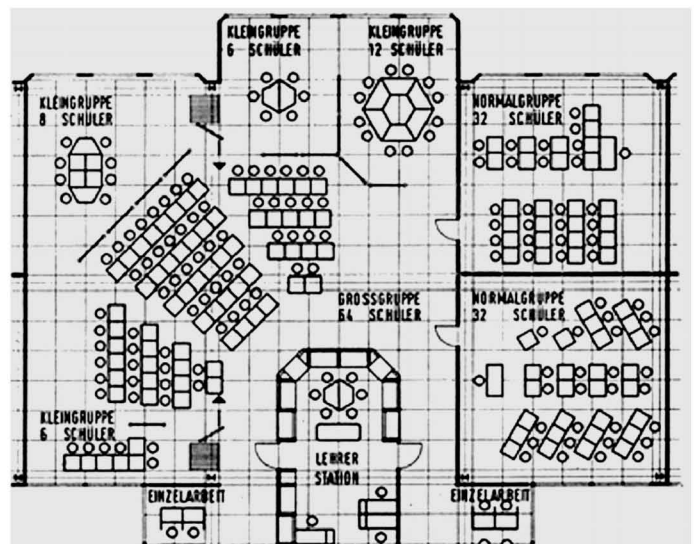 KLEINGRUPPE
6 SCHÜLER
KLEINGRUPPE
12 SCHÜLER
KLEINGRUPPE
8 SCHÜLER
NORMALGRUPPE
32 SCHÜLER
GROSSGRUPPE
64 SCHÜLER
NORMALGRUPPE
32 SCHÜLER
KLEINGRUPPE
6 SCHÜLER
LEHRER
STATION
EINZELARBEIT
EINZELARBEIT